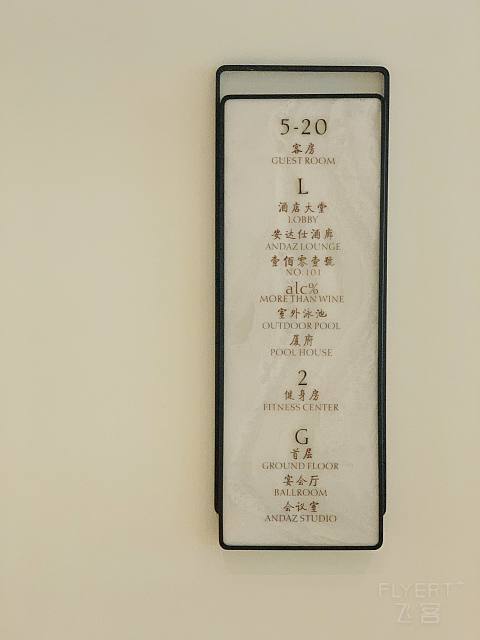 5-20
客房
GUEST ROOM
L
酒店大堂
LOBBY
安达仕酒廊
ANDAZ LOUNGE
壹佰零壹號
NO. 101
alc%
MORE THAN WINE
室外泳池
OUTDOOR POOL
厦府
POOL HOUSE
2
健身房
FITNESS CENTER
G
首层
GROUND FLOOR
宴会厅
BALLROOM
会议室
ANDAZ STUDIO
FLYERT
飞客